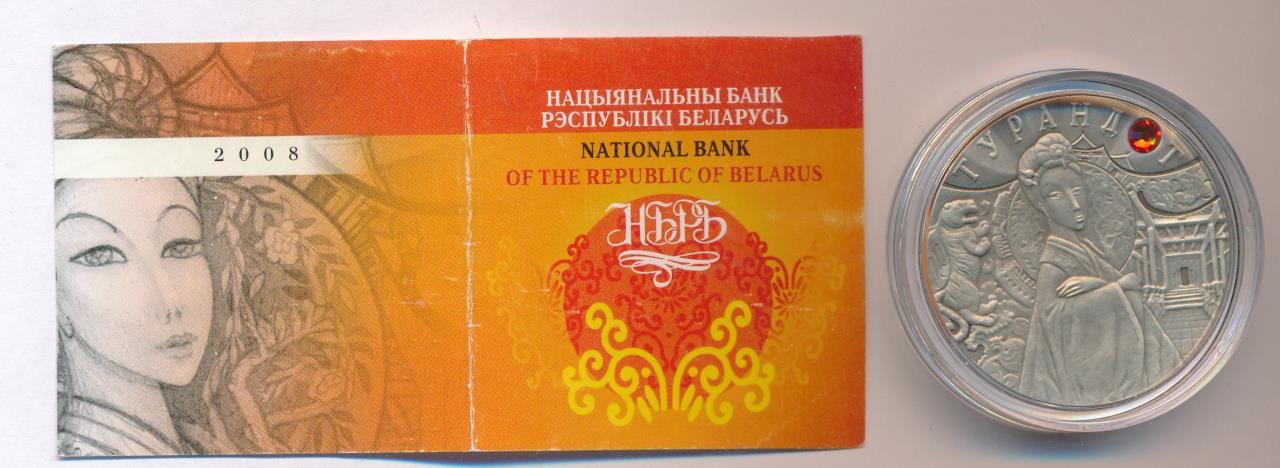 2008
НАЦЫЯНАЛЬНЫ БАНК
РЭСПУБЛІКІ БЕЛАРУСЬ
NATIONAL BANK
OF THE REPUBLIC OF BELARUS
НБРБ
ТУРАНДОТ